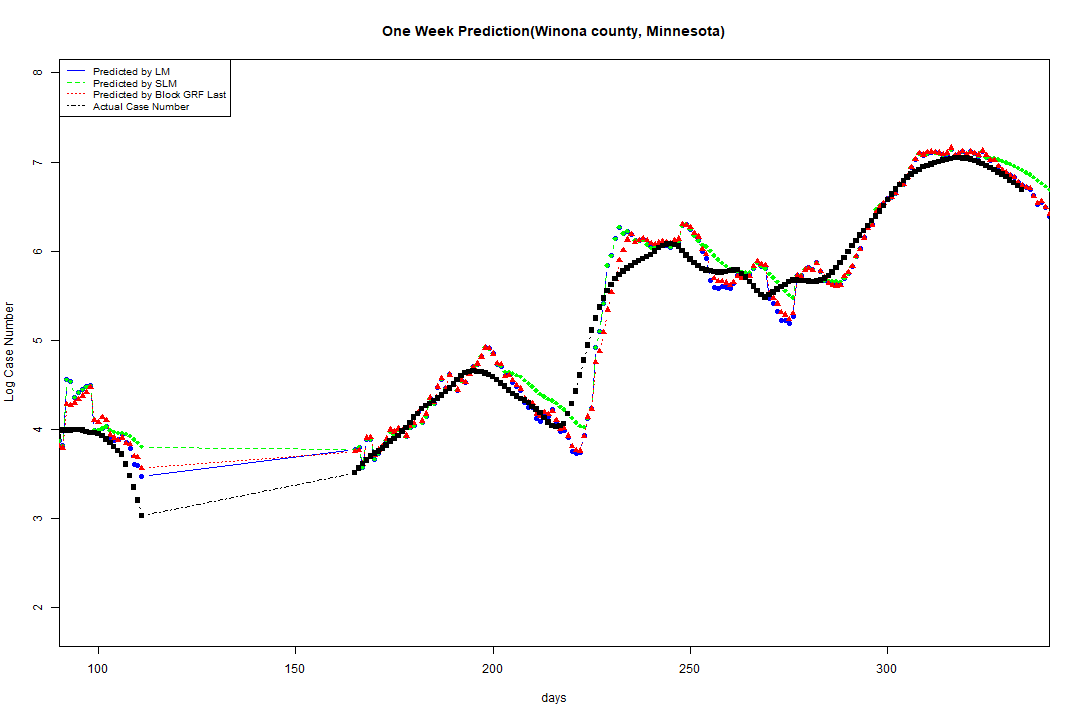 One Week Prediction(Winona county, Minnesota)
Predicted by LM
Predicted by SLM
Predicted by Block GRF Last
Actual Case Number
8
7
6
5
4
3
2
Log Case Number
100
150
200
250
300
days